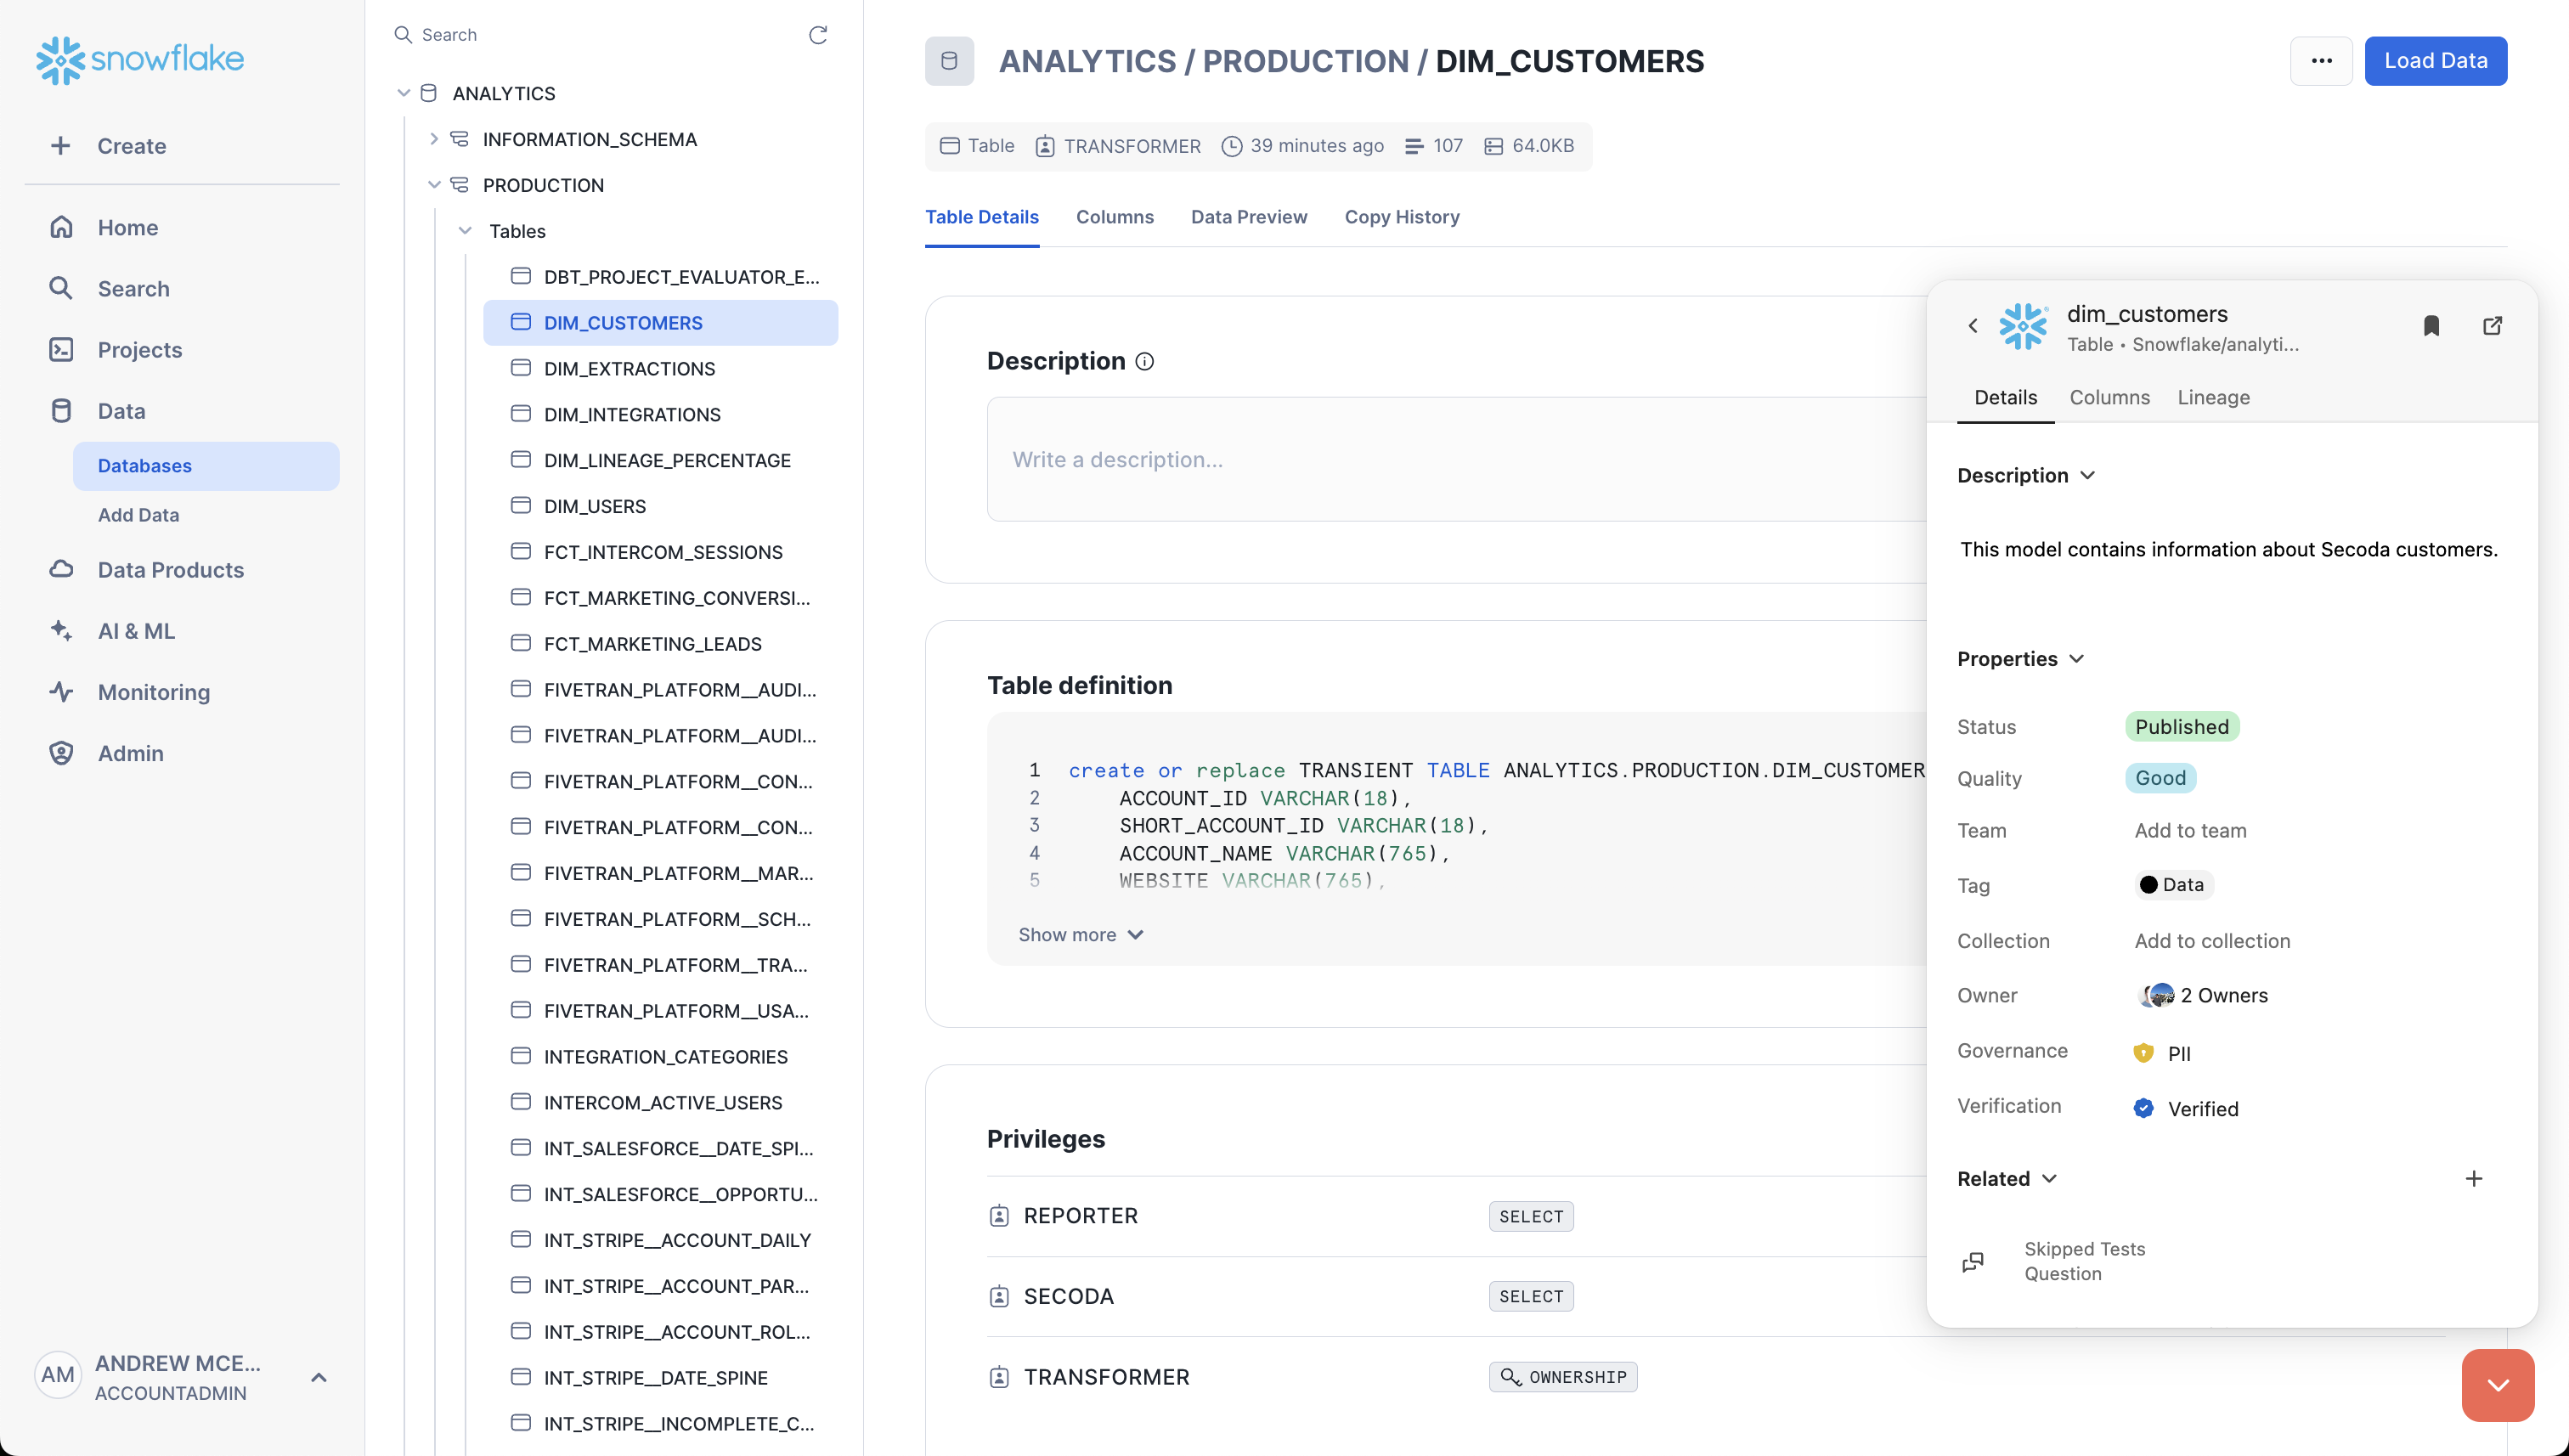 snowflake
Create
Home
Search
Projects
Data
Databases
Add Data
Data Products
AI & ML
Monitoring
Admin
AM
ANDREW MCE...
ACCOUNTADMIN
Search
ANALYTICS
INFORMATION_SCHEMA
PRODUCTION
Tables
DBT_PROJECT_EVALUATOR_E...
DIM_CUSTOMERS
DIM_EXTRACTIONS
DIM_INTEGRATIONS
DIM_LINEAGE_PERCENTAGE
DIM_USERS
FCT_INTERCOM_SESSIONS
FCT_MARKETING_CONVERSI...
FCT_MARKETING_LEADS
FIVETRAN_PLATFORM__AUDI...
FIVETRAN_PLATFORM__AUDI...
FIVETRAN_PLATFORM__CON...
FIVETRAN_PLATFORM__CON...
FIVETRAN_PLATFORM__MAR...
FIVETRAN_PLATFORM__SCH...
FIVETRAN_PLATFORM__TRA...
FIVETRAN_PLATFORM__USA...
INTEGRATION_CATEGORIES
INTERCOM_ACTIVE_USERS
INT_SALESFORCE__DATE_SPI...
INT_SALESFORCE__OPPORTU...
INT_STRIPE__ACCOUNT_DAILY
INT_STRIPE__ACCOUNT_PAR...
INT_STRIPE__ACCOUNT_ROL...
INT_STRIPE__DATE_SPINE
INT_STRIPE__INCOMPLETE_C...
ANALYTICS / PRODUCTION / DIM_CUSTOMERS
... Load Data
Table TRANSFORMER 39 minutes ago 107 64.0KB
Table Details Columns Data Preview Copy History
Description
Write a description...
Table definition
1 create or replace TRANSIENT TABLE ANALYTICS.PRODUCTION.DIM_CUSTOMER
2 ACCOUNT_ID VARCHAR(18),
3 SHORT_ACCOUNT_ID VARCHAR(18),
4 ACCOUNT_NAME VARCHAR(765),
5 WEBSITE VARCHAR(765),
Show more
Privileges
REPORTER SELECT
SECODA SELECT
TRANSFORMER OWNERSHIP
dim_customers
Table • Snowflake/analyti...
Details Columns Lineage
Description
This model contains information about Secoda customers.
Properties
Status Published
Quality Good
Team Add to team
Tag Data
Collection Add to collection
Owner 2 Owners
Governance PII
Verification Verified
Related
Skipped Tests
Question